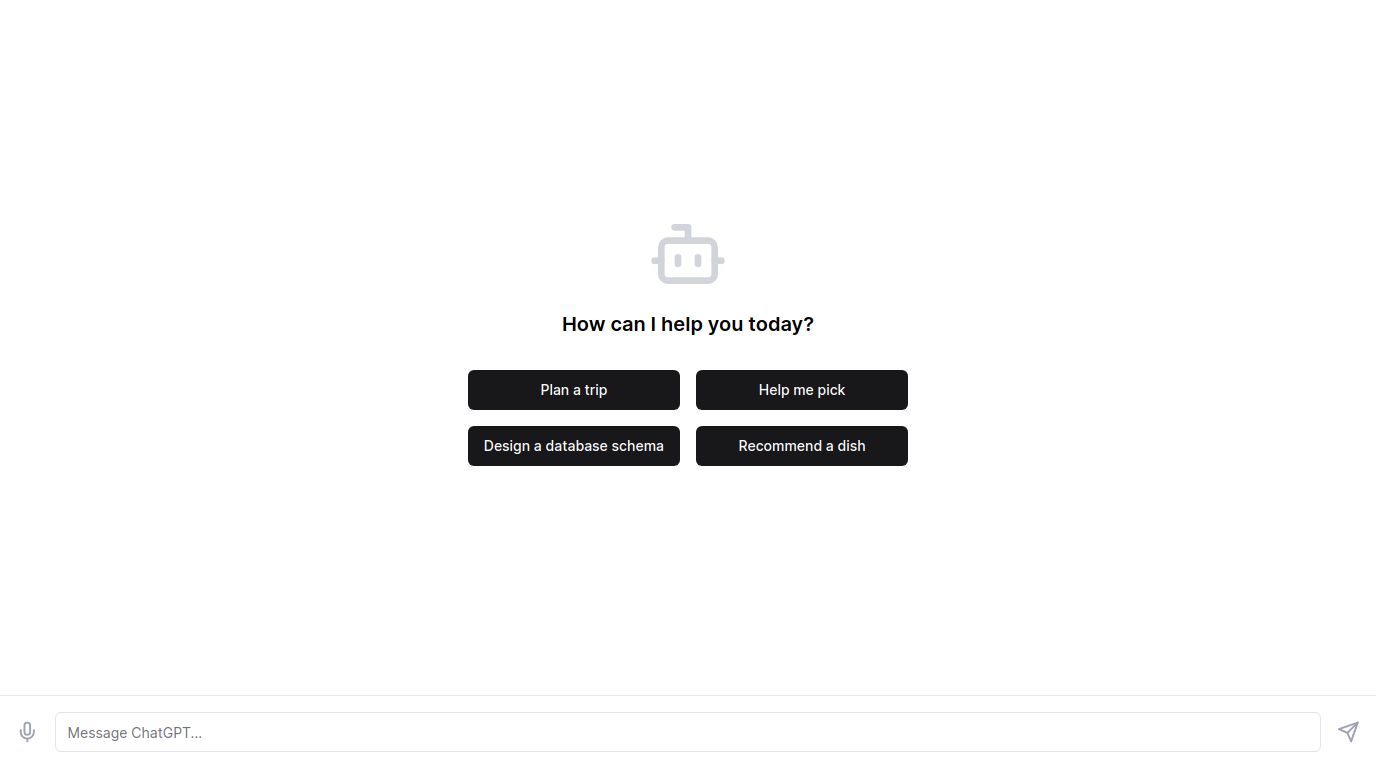 How can I help you today?
Plan a trip
Help me pick
Design a database schema
Recommend a dish
Message ChatGPT...